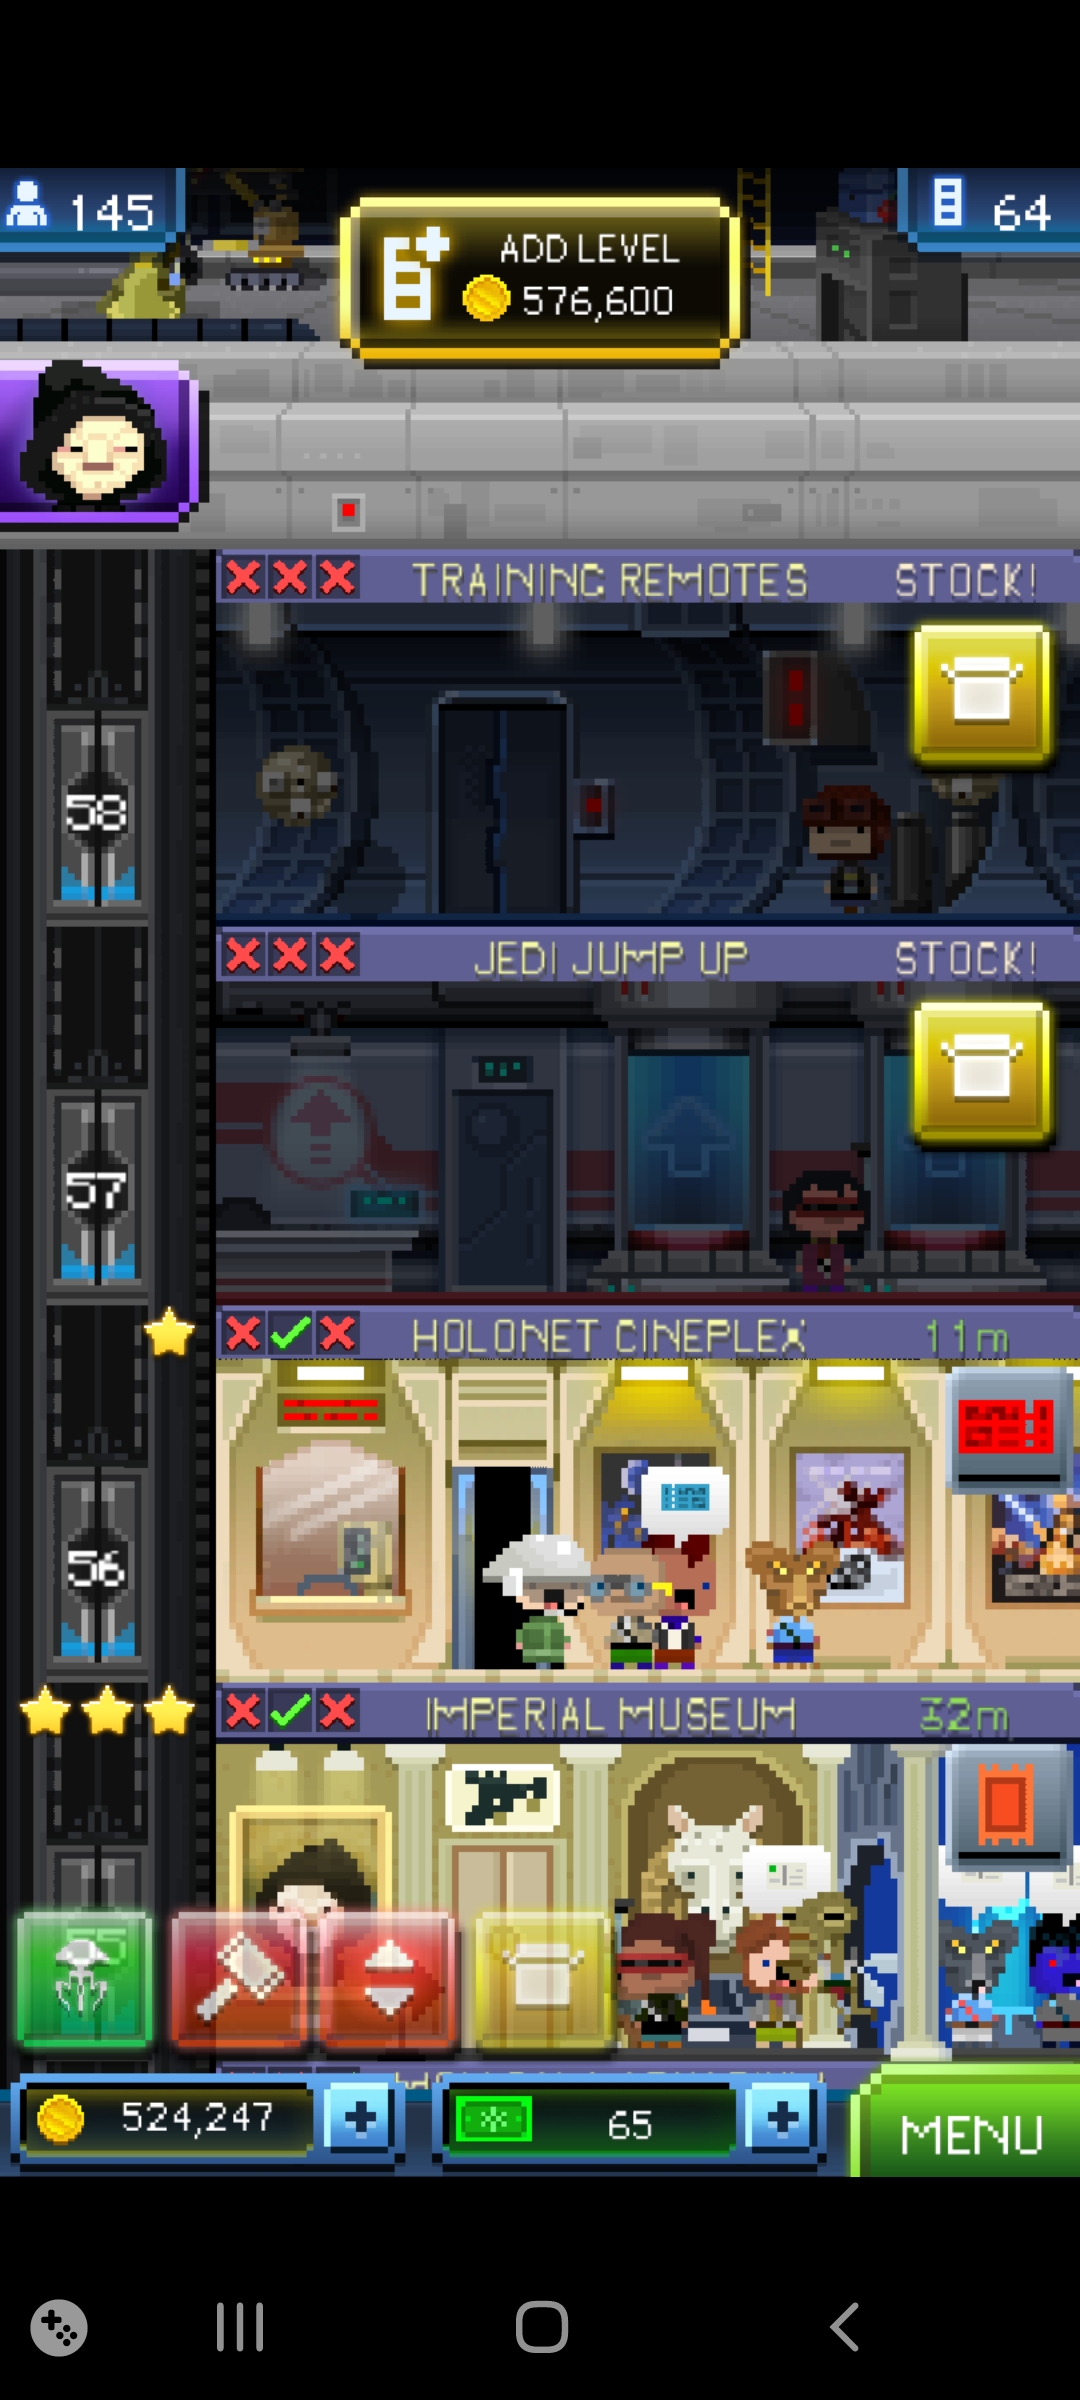 145
ADD LEVEL
576,600
64
TRAINING REMOTES STOCK!
58
JEDI JUMP UP STOCK!
57
HOLONET CINEPLEX 11m
56
IMPERIAL MUSEUM 32m
55
524,247
65
MENU